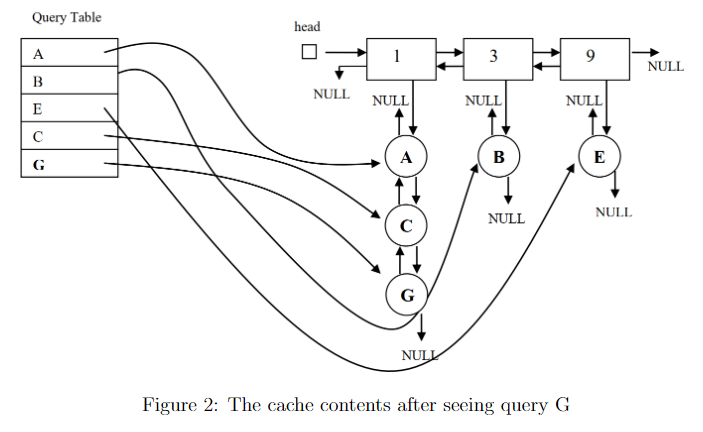 Query Table
head
A
B
E
C
G
1 3 9
NULL
NULL NULL NULL NULL
A B E
NULL NULL
C
G
NULL
Figure 2: The cache contents after seeing query G